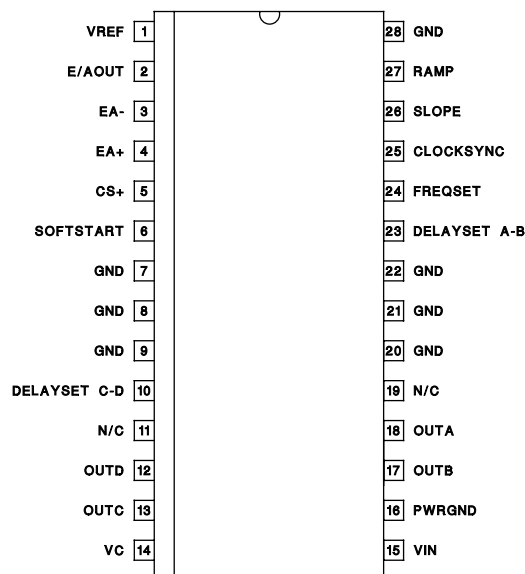 VREF 1 28 GND
E/AOUT 2 27 RAMP
EA- 3 26 SLOPE
EA+ 4 25 CLOCKSYNC
CS+ 5 24 FREQSET
SOFTSTART 6 23 DELAYSET A-B
GND 7 22 GND
GND 8 21 GND
GND 9 20 GND
DELAYSET C-D 10 19 N/C
N/C 11 18 OUTA
OUTD 12 17 OUTB
OUTC 13 16 PWRGND
VC 14 15 VIN